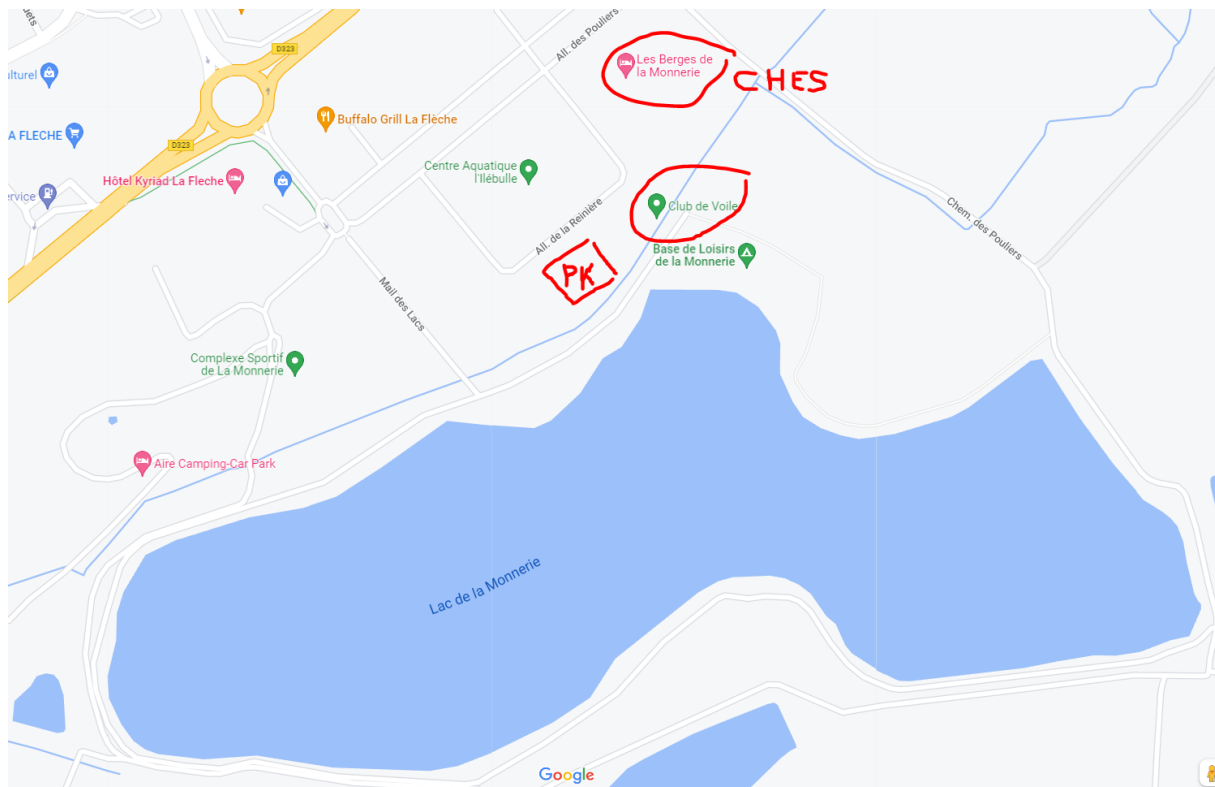 uets
D323
All. des Pouliers
Les Berges de
la Monnerie
CHES
ulturel
Buffalo Grill La Flèche
A FLECHE
D323
Centre Aquatique
l'Ilébulle
Hôtel Kyriad La Fleche
ervice
Club de Voile
All. de la Reinière
Chem. des Pouliers
Base de Loisirs
de la Monnerie
PK
Mail des Lacs
Complexe Sportif
de La Monnerie
Aire Camping-Car Park
Lac de la Monnerie
Google